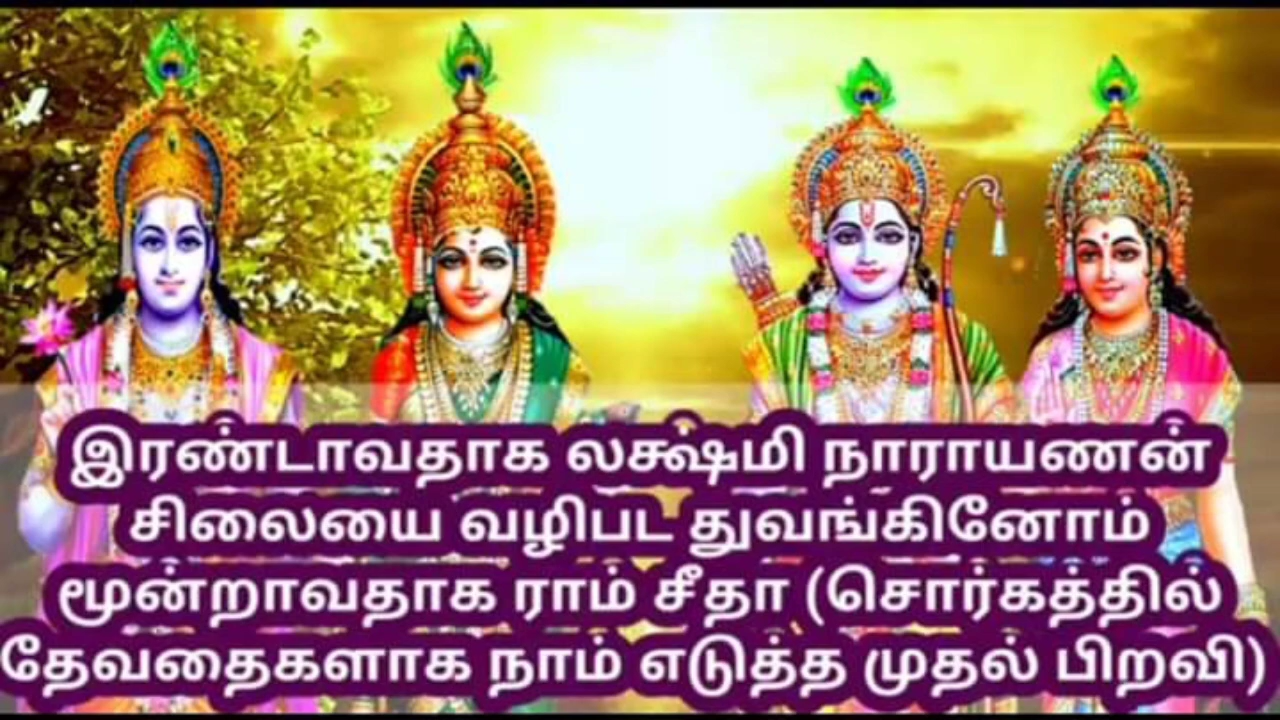 இரண்டாவதாக லக்ஷ்மி நாராயணன்
சிலையை வழிபட துவங்கினோம்
மூன்றாவதாக ராம் சீதா (சொர்கத்தில்
தேவதைகளாக நாம் எடுத்த முதல் பிறவி)